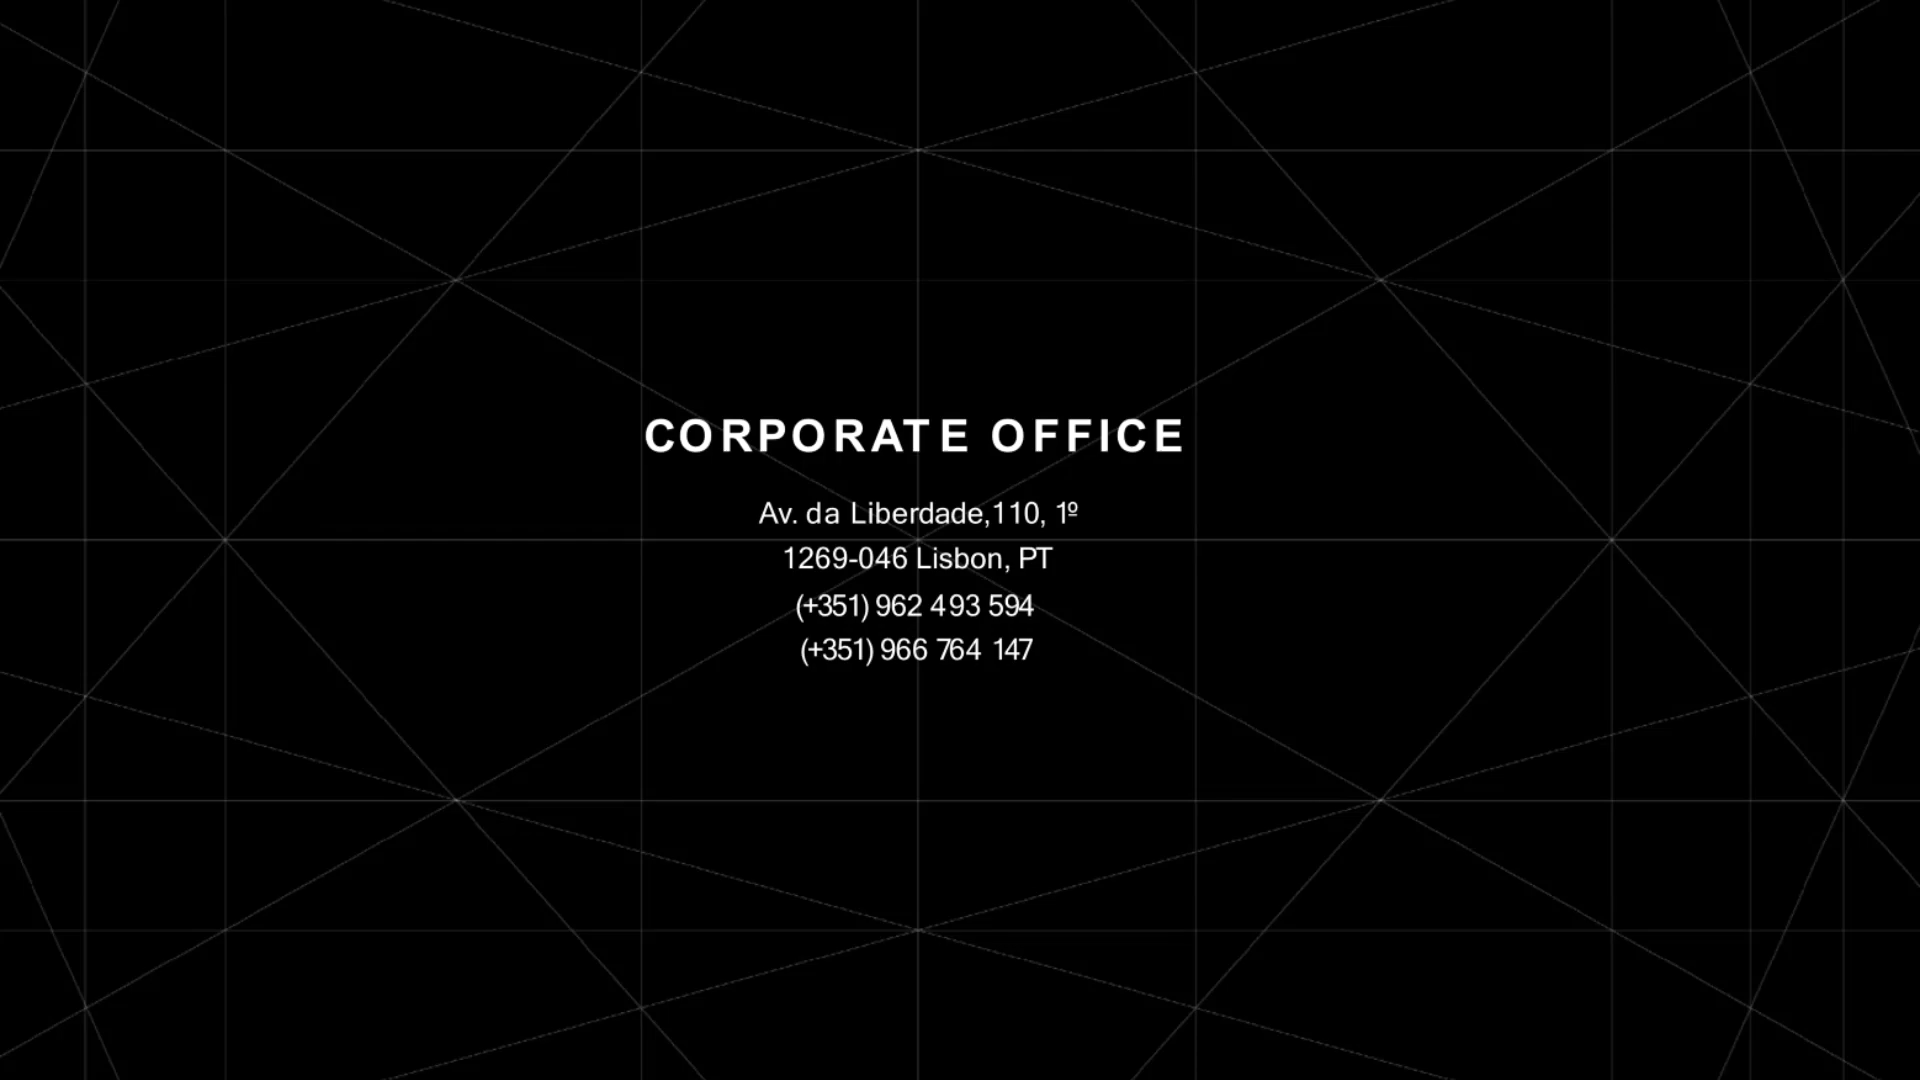 CORPORATE OFFICE
Av. da Liberdade,110, 1º
1269-046 Lisbon, PT
(+351) 962 493 594
(+351) 966 764 147